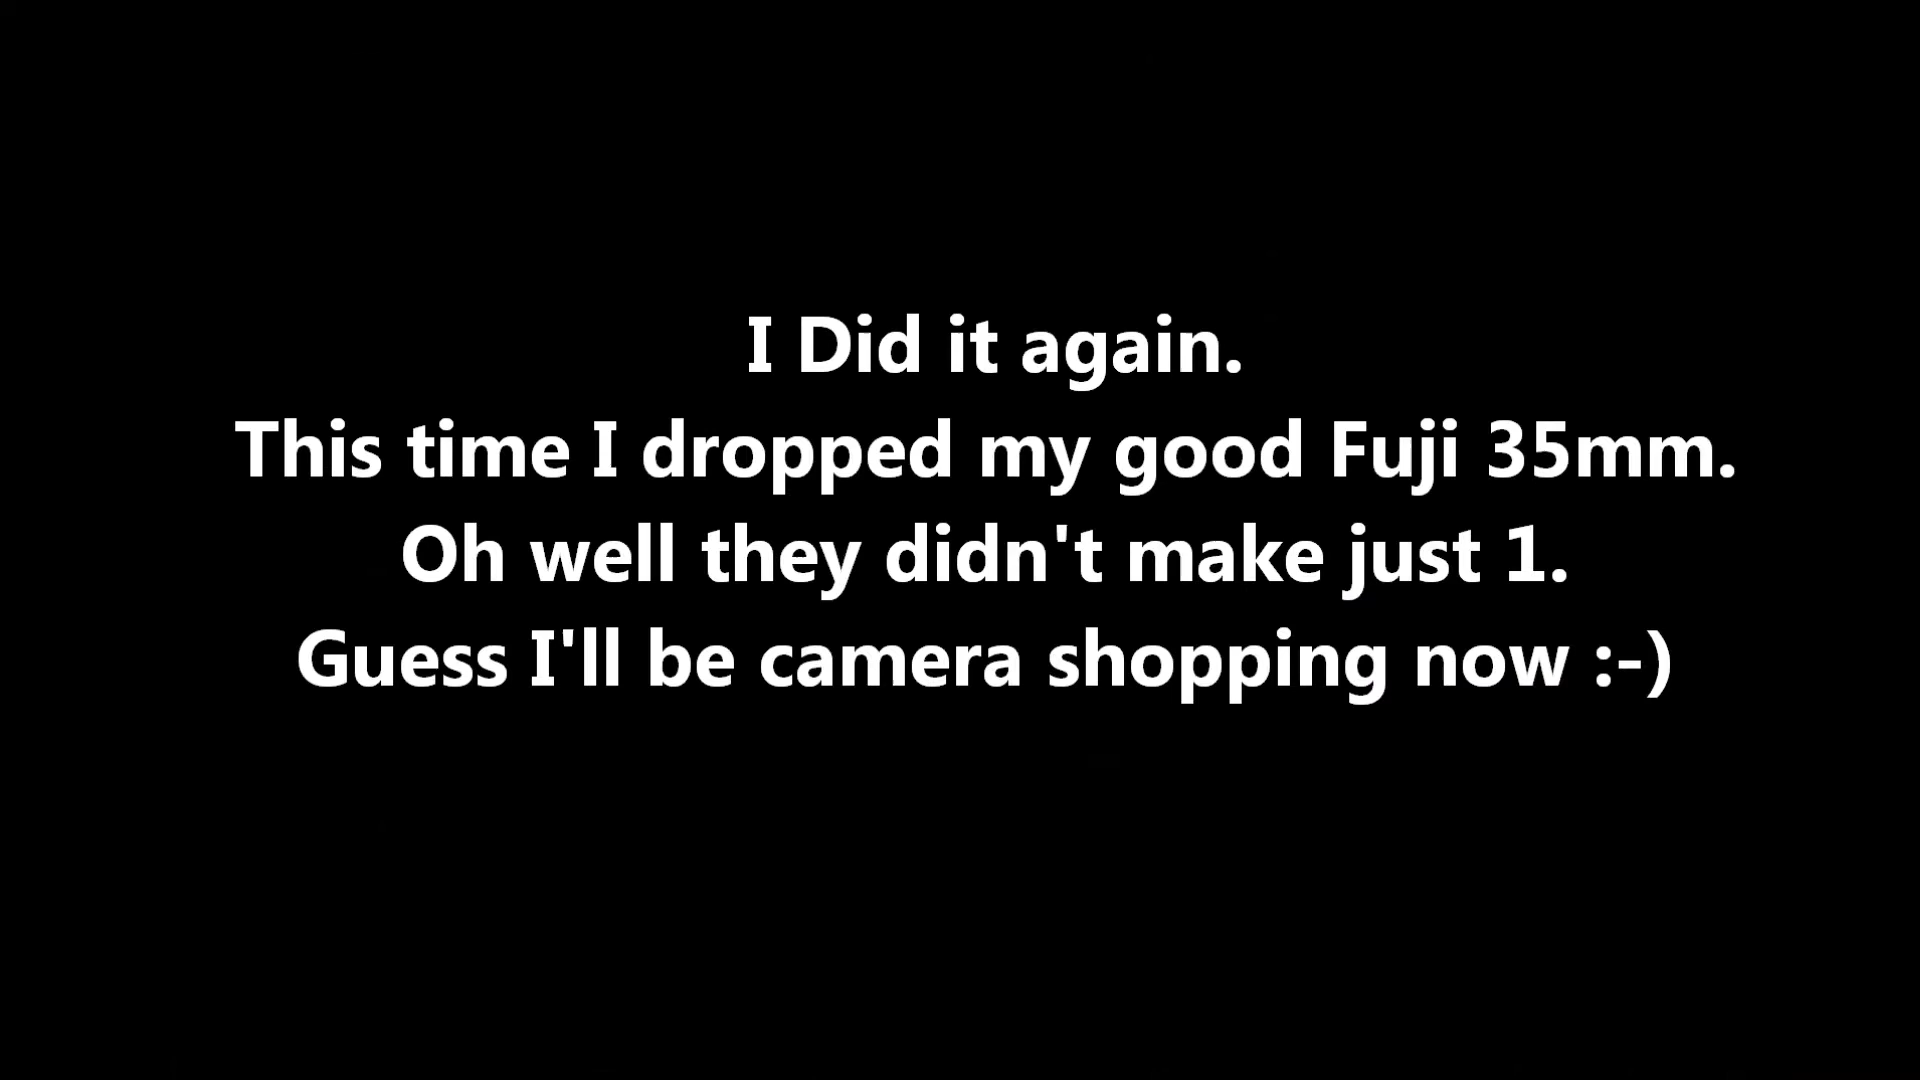 I Did it again.
This time I dropped my good Fuji 35mm.
Oh well they didn't make just 1.
Guess I'll be camera shopping now :-)